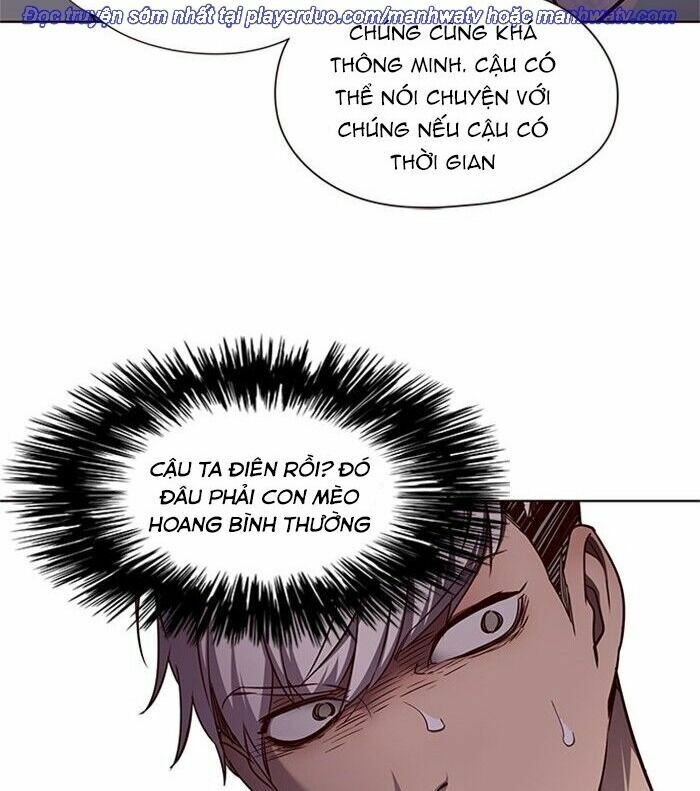 Đọc truyện sớm nhất tại playerduo.com/manhwatv hoặc manhwatv.com
CHÚNG CŨNG KHÁ
THÔNG MINH. CẬU CÓ
THỂ NÓI CHUYỆN VỚI
CHÚNG NẾU CẬU CÓ
THỜI GIAN
CẬU TA ĐIÊN RỒI? ĐÓ
ĐÂU PHẢI CON MÈO
HOANG BÌNH THƯỜNG